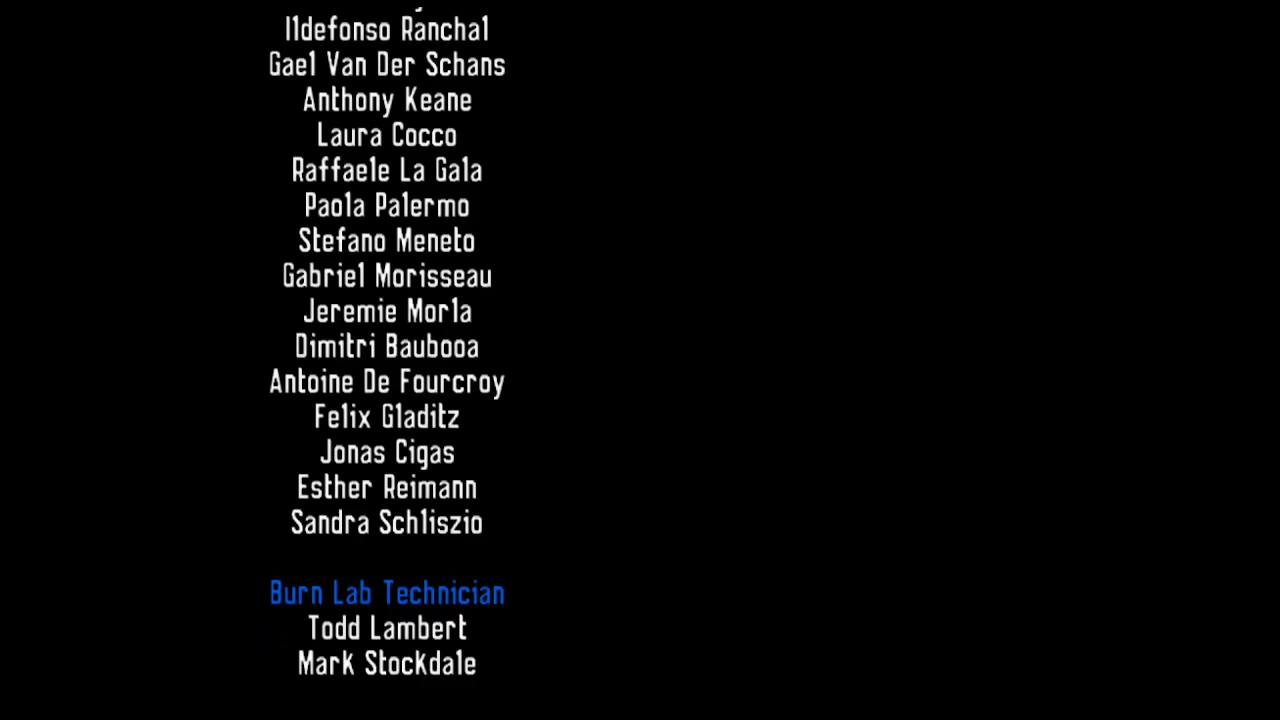 Ildefonso Ranchal
Gael Van Der Schans
Anthony Keane
Laura Cocco
Raffaele La Gala
Paola Palermo
Stefano Meneto
Gabriel Morisseau
Jeremie Morla
Dimitri Baubooa
Antoine De Fourcroy
Felix Gladitz
Jonas Cigas
Esther Reimann
Sandra Schliszio
Burn Lab Technician
Todd Lambert
Mark Stockdale